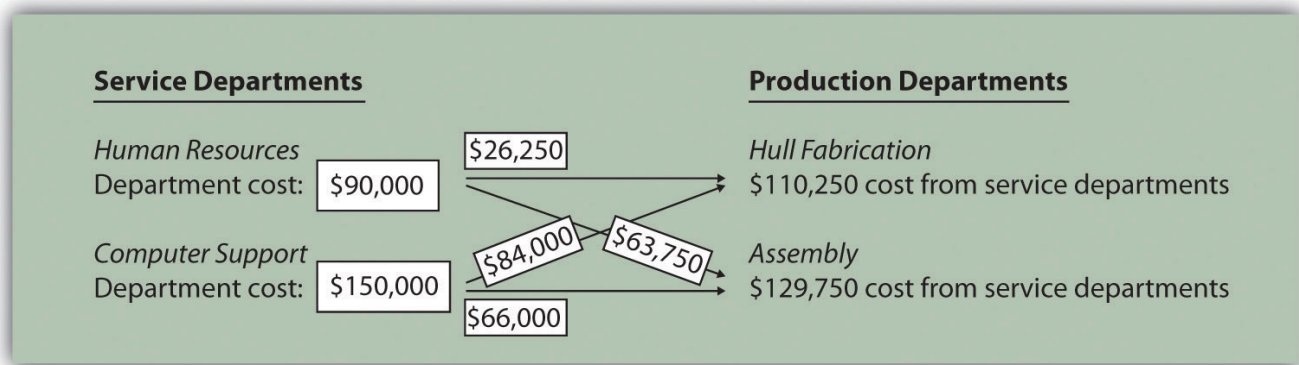 Service Departments
Production Departments
Human Resources
Department cost: $90,000
$26,250
Hull Fabrication
$110,250 cost from service departments
Computer Support
Department cost: $150,000
$84,000
$63,750
$66,000
Assembly
$129,750 cost from service departments